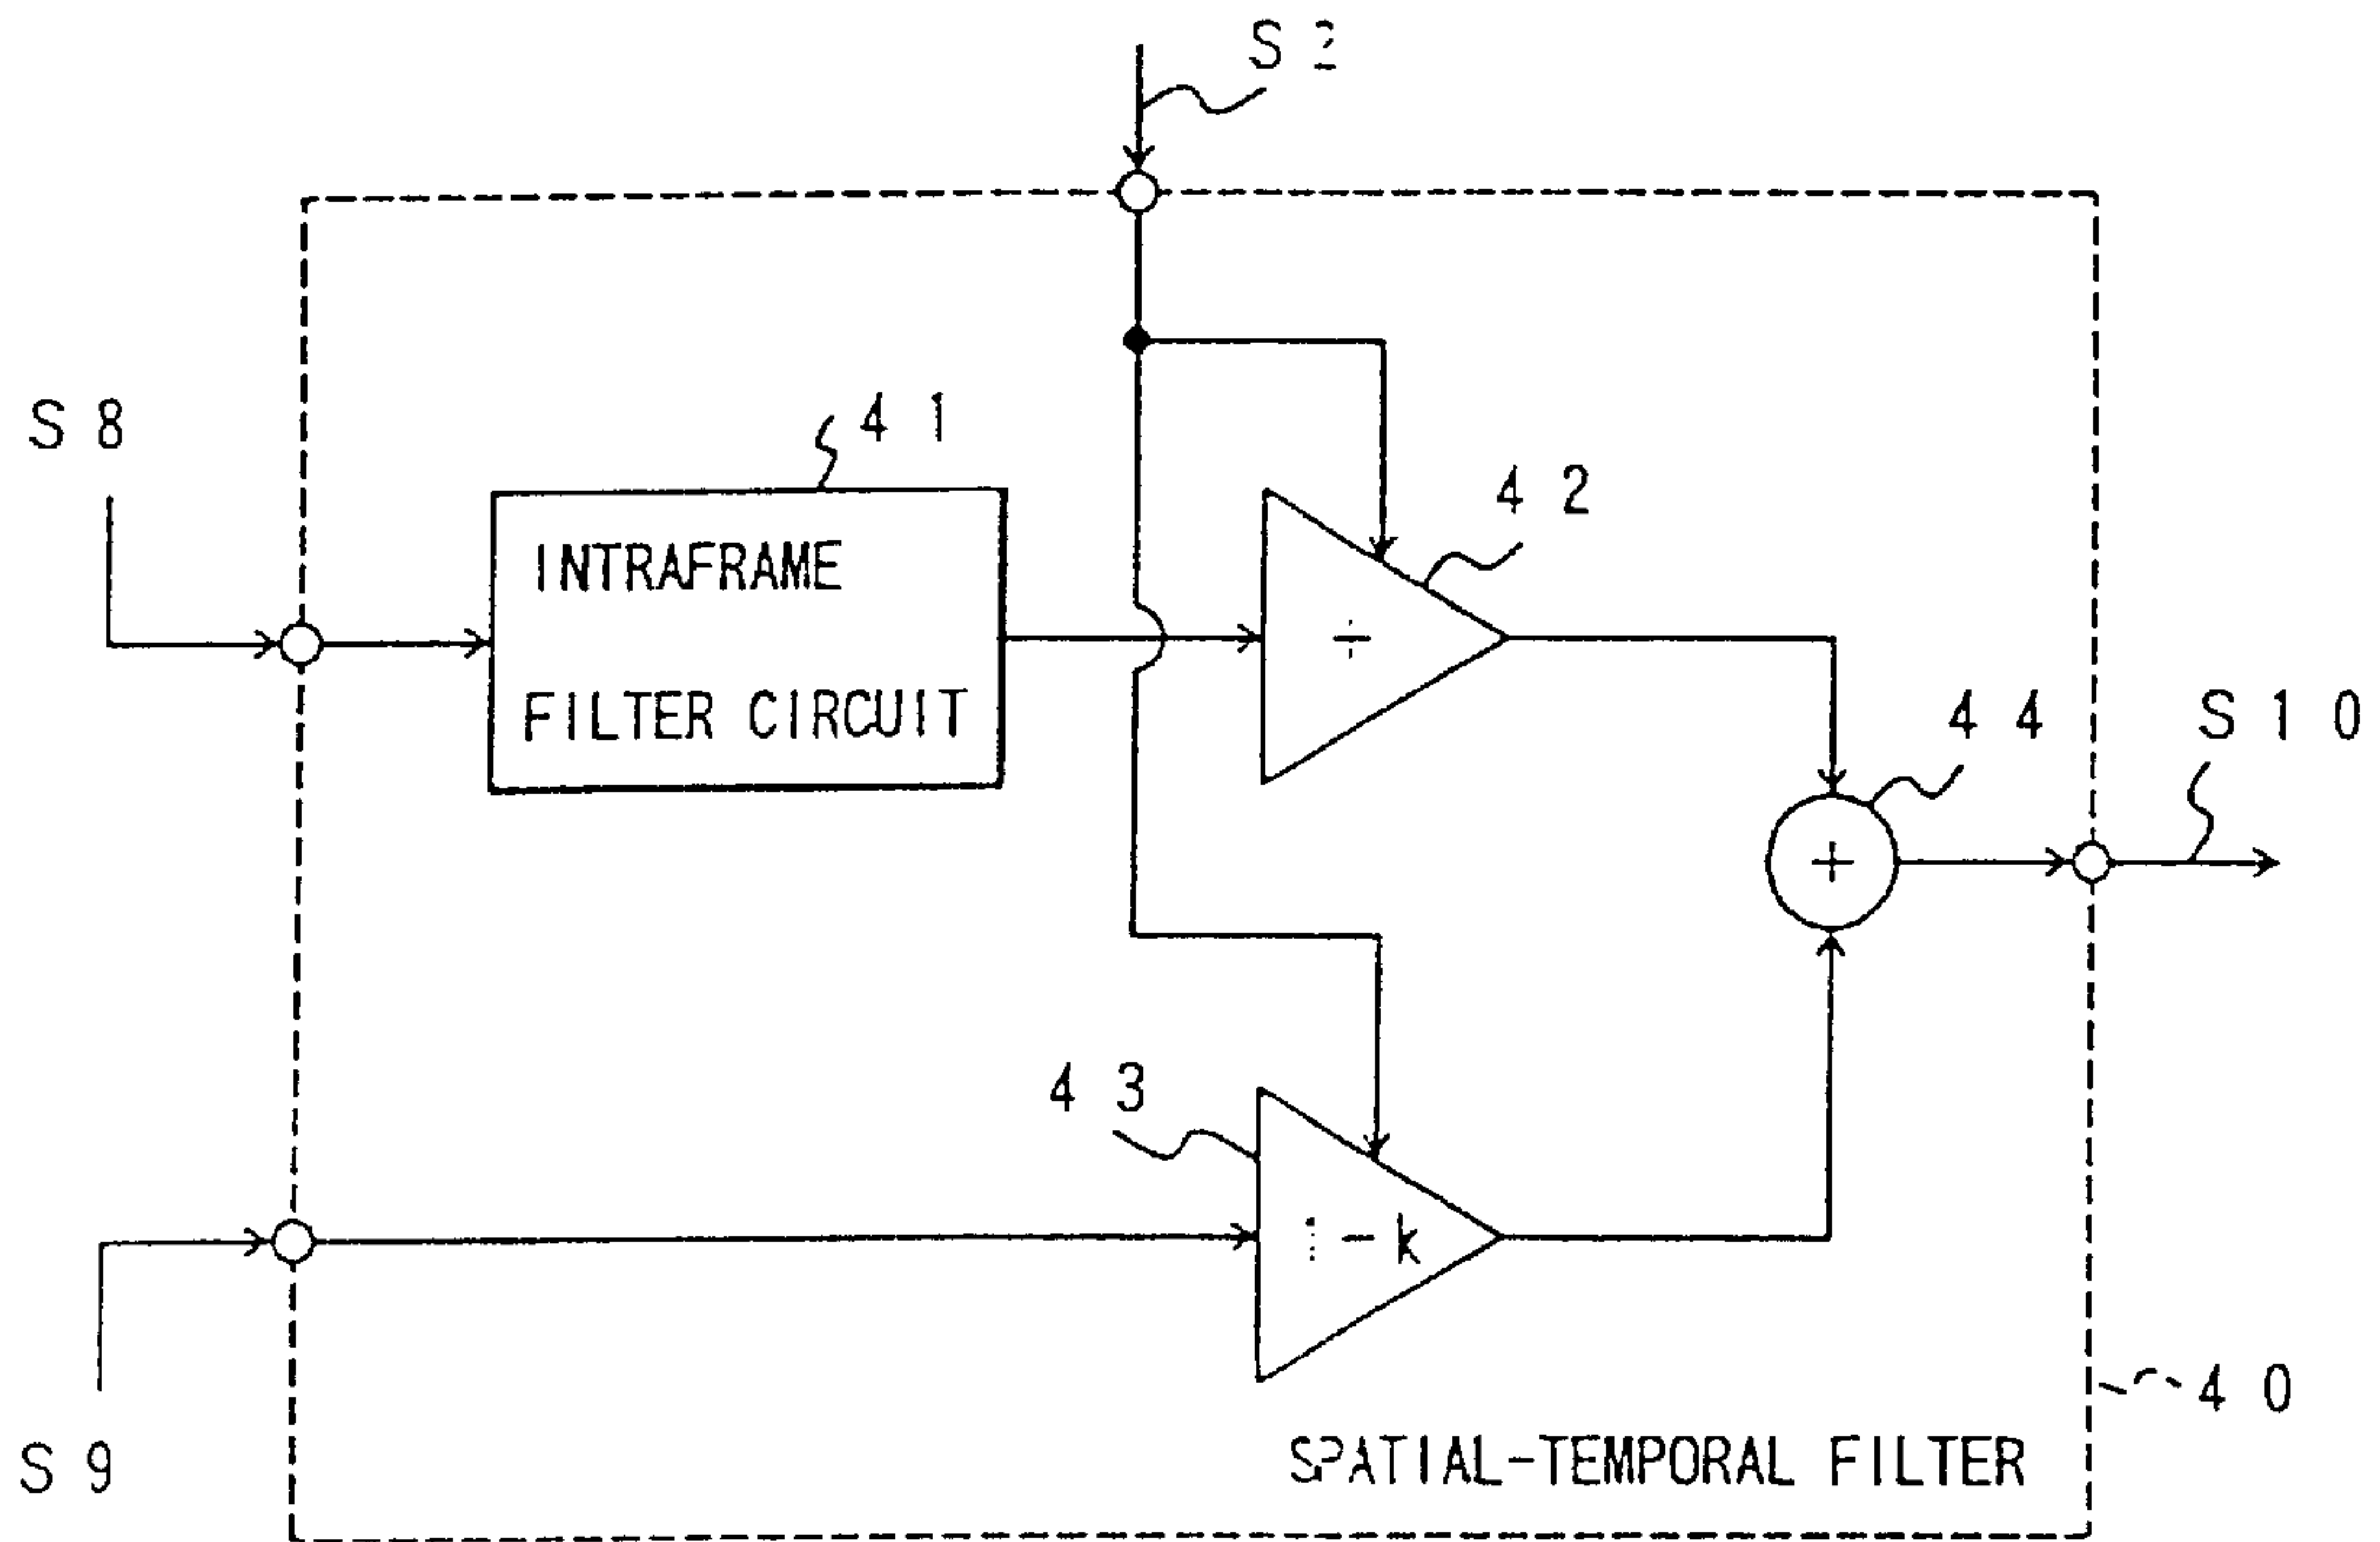 S 2
S 8
4 1
4 2
INTRAFRAME
÷
FILTER CIRCUIT
4 4
S 1 0
+
4 3
1-k
4 0
S 9
SPATIAL-TEMPORAL FILTER